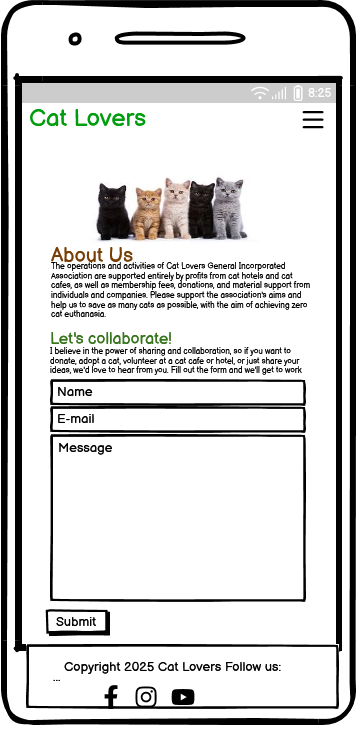 8:25
Cat Lovers
About Us
The operations and activities of Cat Lovers General Incorporated
Association are supported entirely by profits from cat hotels and cat
cafes, as well as membership fees, donations, and material support from
individuals and companies. Please support the association's aims and
help us to save as many cats as possible, with the aim of achieving zero
cat euthanasia.
Let's collaborate!
I believe in the power of sharing and collaboration, so if you want to
donate, adopt a cat, volunteer at a cat cafe or hotel, or just share your
ideas, we'd love to hear from you. Fill out the form and we'll get to work
Name
E-mail
Message
Submit
Copyright 2025 Cat Lovers Follow us:
...